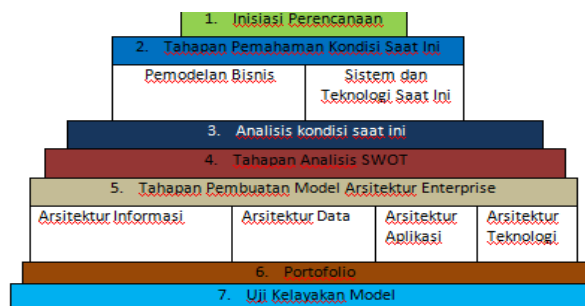 1. Inisiasi Perencanaan
2. Tahapan Pemahaman Kondisi Saat Ini
Pemodelan Bisnis
Sistem dan
Teknologi Saat Ini
3. Analisis kondisi saat ini
4. Tahapan Analisis SWOT
5. Tahapan Pembuatan Model Arsitektur Enterprise
Arsitektur Informasi
Arsitektur Data
Arsitektur
Aplikasi
Arsitektur
Teknologi
6. Portofolio
7. Uji Kelayakan Model